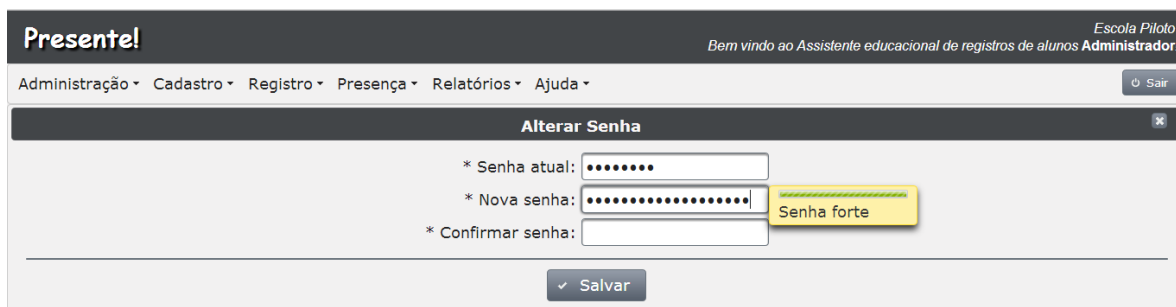 Presente!
Escola Piloto
Bem vindo ao Assistente educacional de registros de alunos Administrador
Administração Cadastro Registro Presença Relatórios Ajuda
Sair
Alterar Senha
* Senha atual: ••••••••
* Nova senha: •••••••••••••••••••
Senha forte
* Confirmar senha:
Salvar